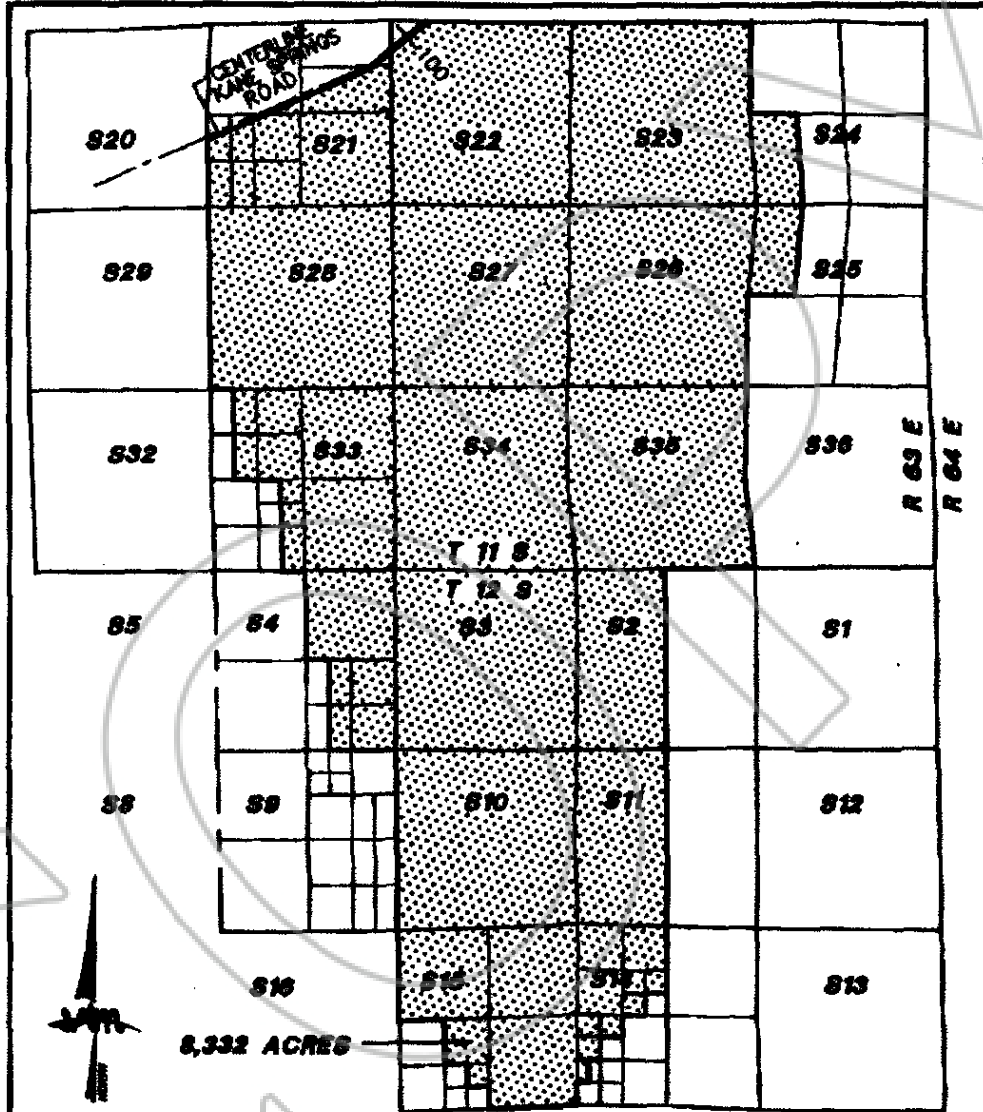 CENTERLINE
KANE SPRINGS
ROAD
100
S20
S21
S22
S23
S24
S29
S28
S27
S26
S25
S32
S33
S34
S35
S36
R 63 E
R 64 E
T 11 S
T 12 S
S5
S4
S3
S2
S1
S8
S9
S10
S11
S12
S16
S15
S14
S13
8,332 ACRES